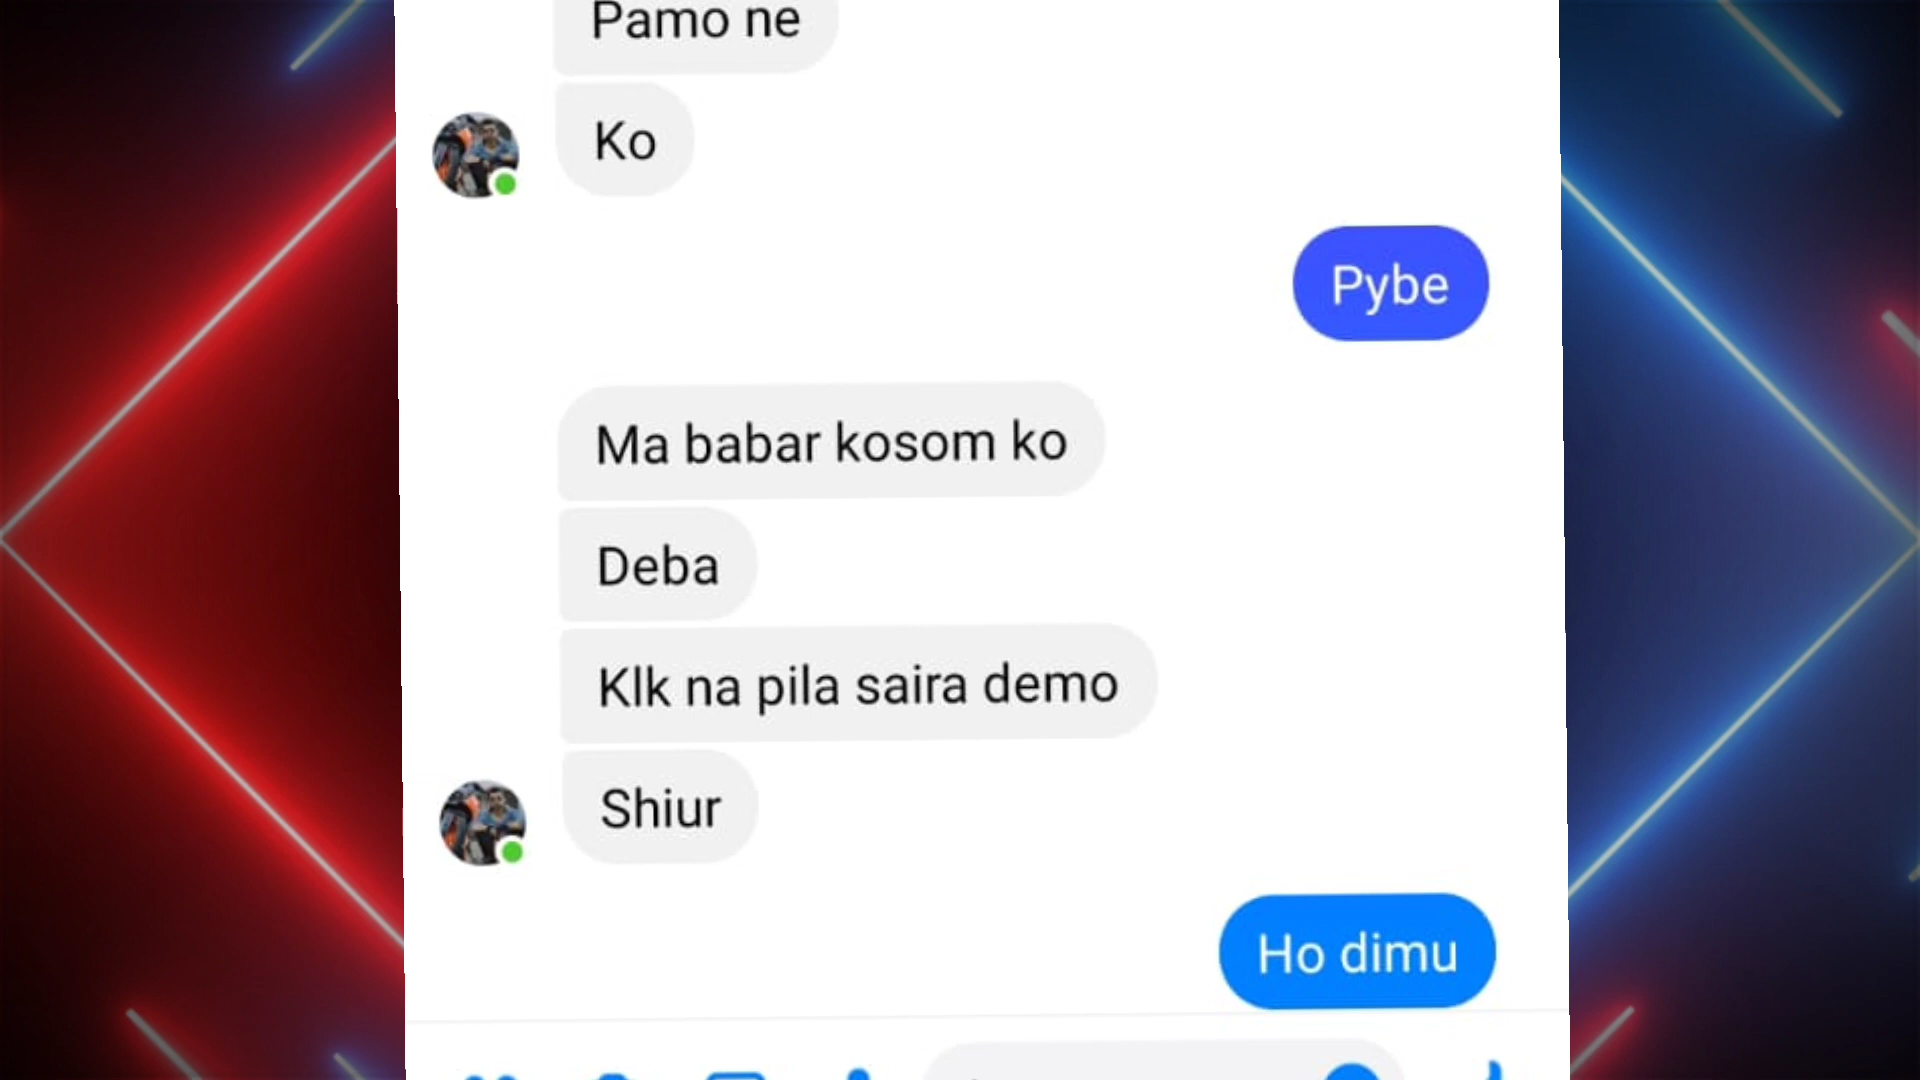 Pamo ne
Ko
Pybe
Ma babar kosom ko
Deba
Klk na pila saira demo
Shiur
Ho dimu